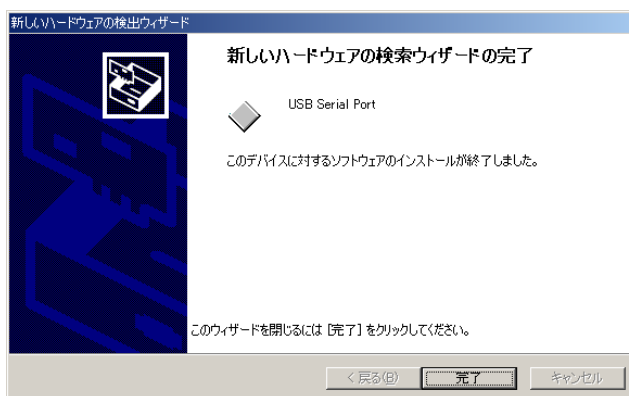 新しいハードウェアの検出ウィザード
新しいハードウェアの検索ウィザードの完了
USB Serial Port
このデバイスに対するソフトウェアのインストールが終了しました。
このウィザードを閉じるには [完了] をクリックしてください。
< 戻る(B) 完了 キャンセル